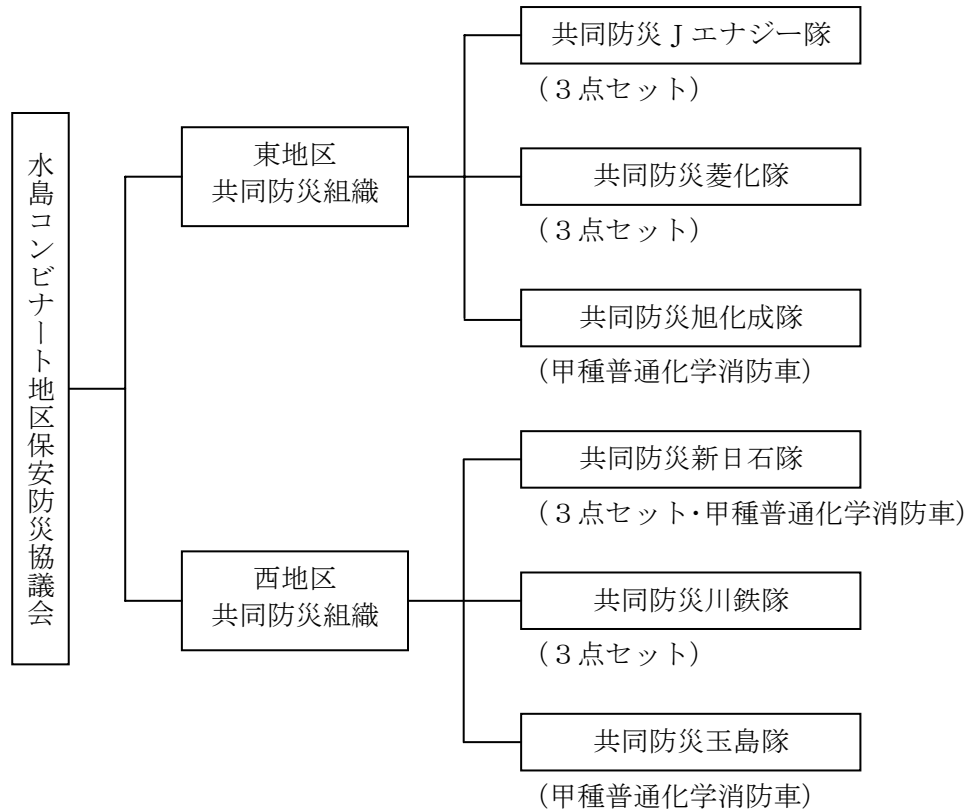 水島コンビナート地区保安防災協議会
東地区
共同防災組織
共同防災Jエナジー隊
(3点セット)
共同防災菱化隊
(3点セット)
共同防災旭化成隊
(甲種普通化学消防車)
西地区
共同防災組織
共同防災新日石隊
(3点セット・甲種普通化学消防車)
共同防災川鉄隊
(3点セット)
共同防災玉島隊
(甲種普通化学消防車)